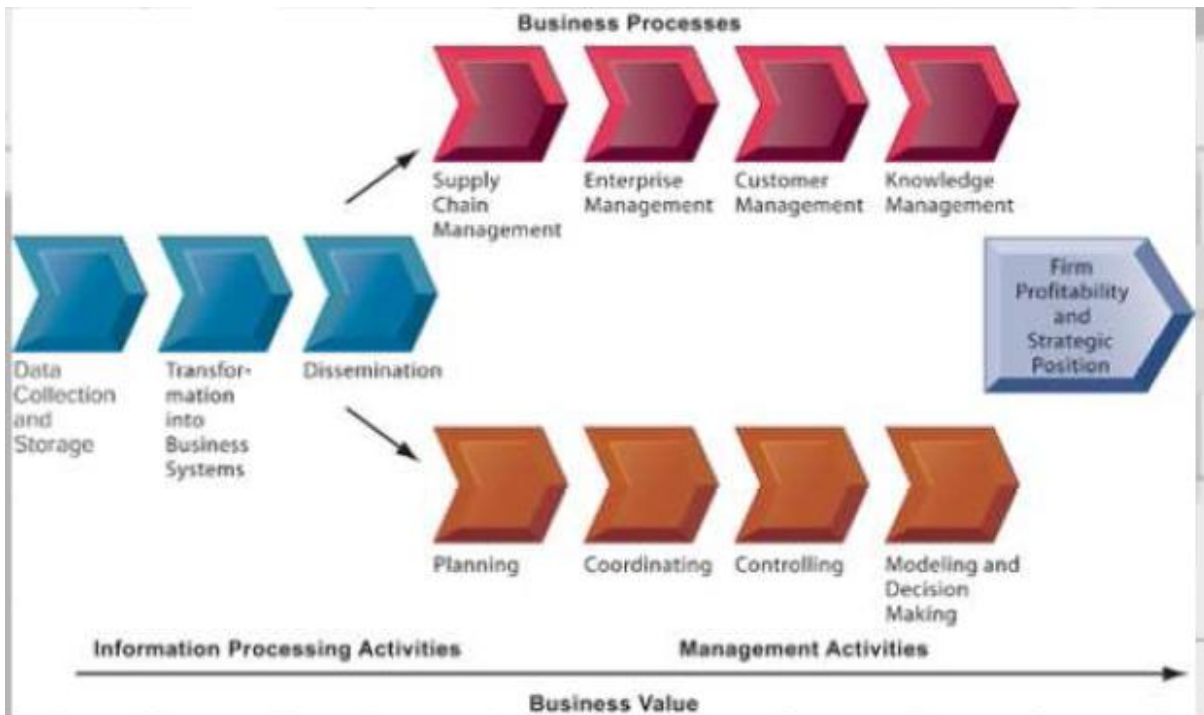 Business Processes
Supply
Chain
Management
Enterprise
Management
Customer
Management
Knowledge
Management
Data
Collection
and
Storage
Transfor-
mation
into
Business
Systems
Dissemination
Firm
Profitability
and
Strategic
Position
Planning
Coordinating
Controlling
Modeling and
Decision
Making
Information Processing Activities
Management Activities
Business Value